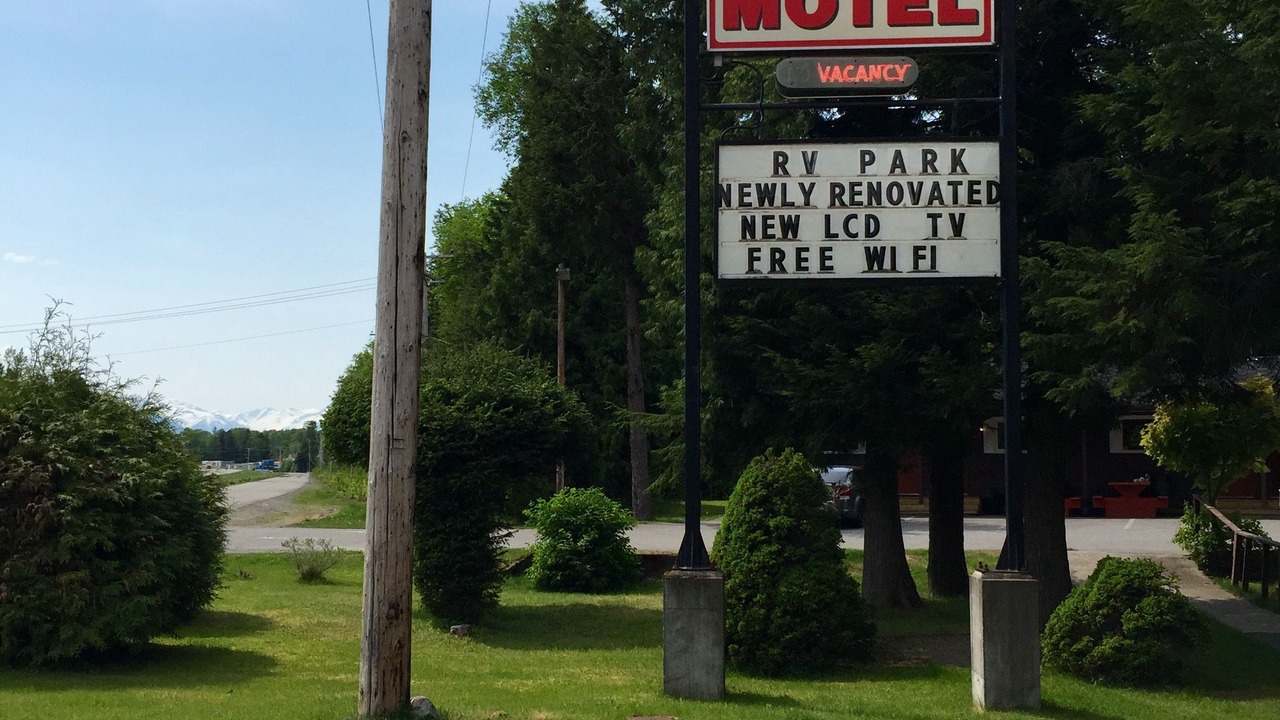 MOTEL
VACANCY
RV PARK
NEWLY RENOVATED
NEW LCD TV
FREE WIFI